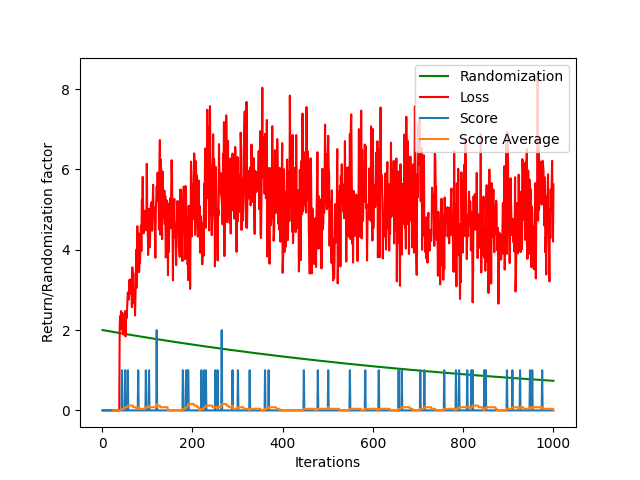 Randomization
Loss
Score
Score Average
8
6
4
2
0
Return/Randomization factor
0
200
400
600
800
1000
Iterations